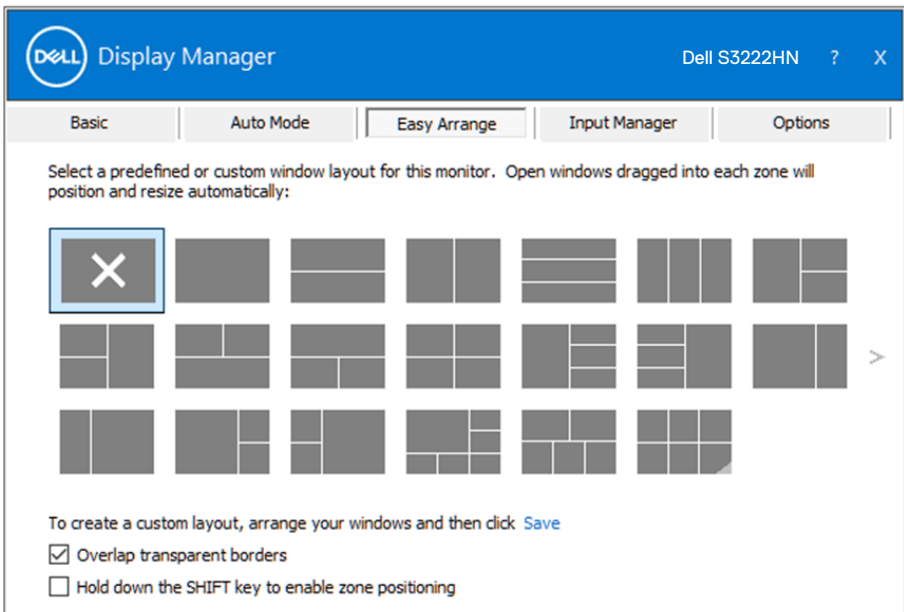 DELL Display Manager Dell S3222HN ? X
Basic Auto Mode Easy Arrange Input Manager Options
Select a predefined or custom window layout for this monitor. Open windows dragged into each zone will
position and resize automatically:
>
To create a custom layout, arrange your windows and then click Save
Overlap transparent borders
Hold down the SHIFT key to enable zone positioning